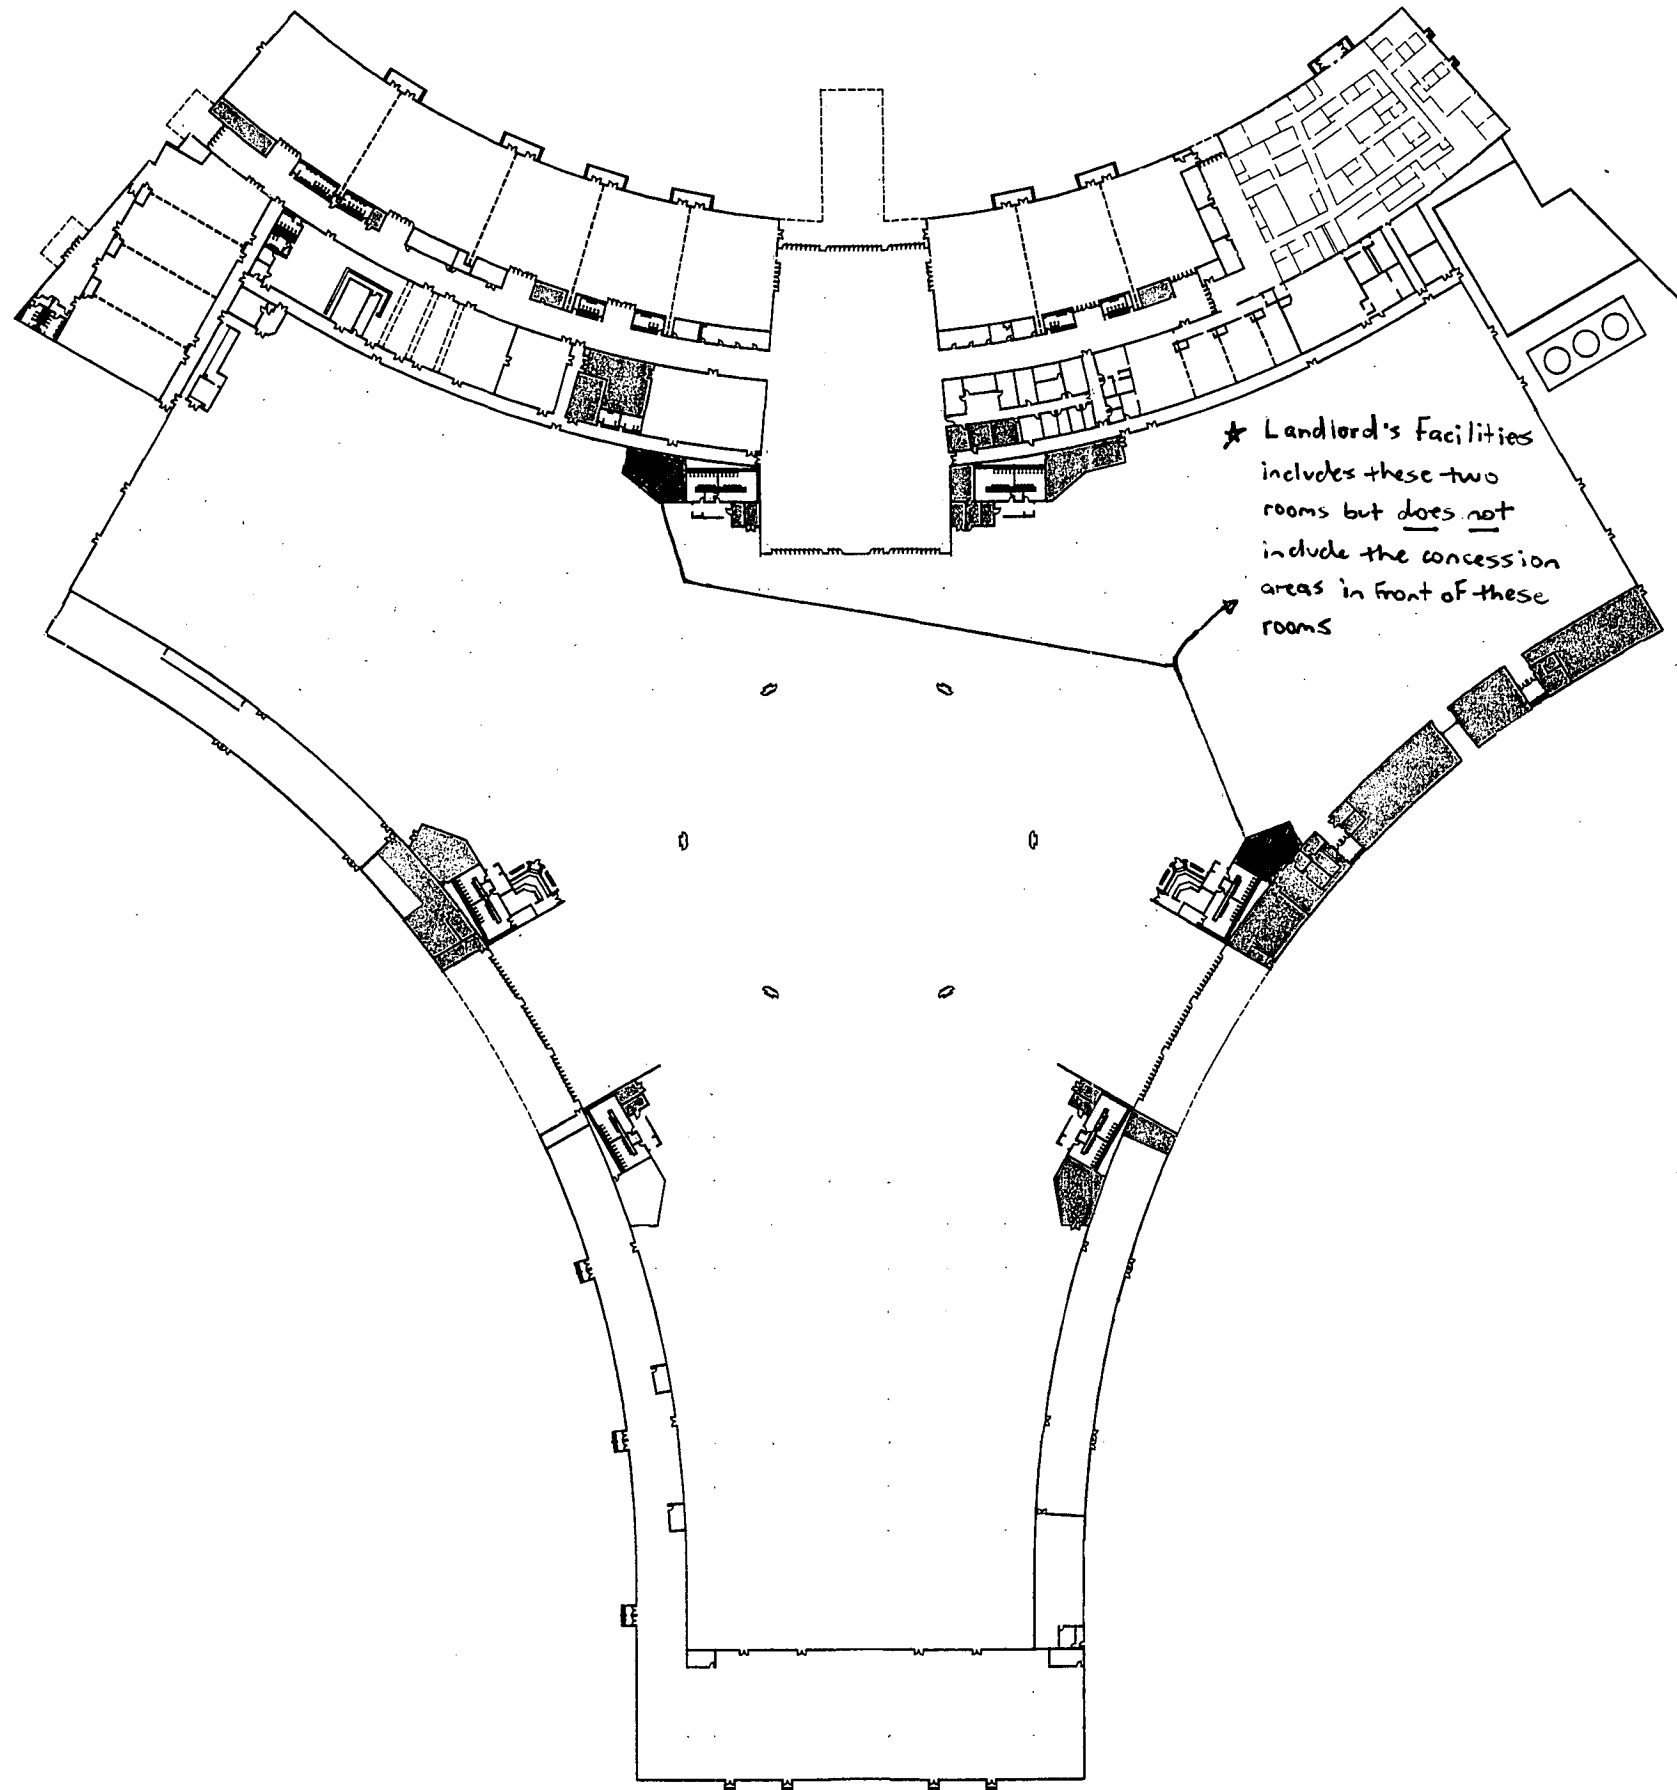 ★ Landlord's Facilities
includes these two
rooms but does not
include the concession
areas in front of these
rooms